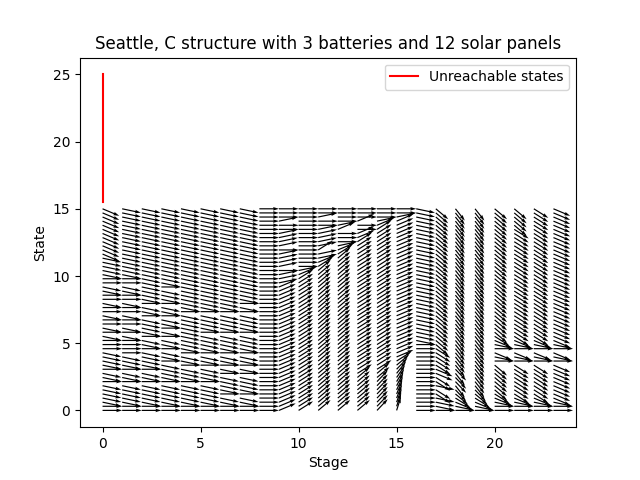 Seattle, C structure with 3 batteries and 12 solar panels
Unreachable states
25
20
15
10
5
0
State
0 5 10 15 20
Stage